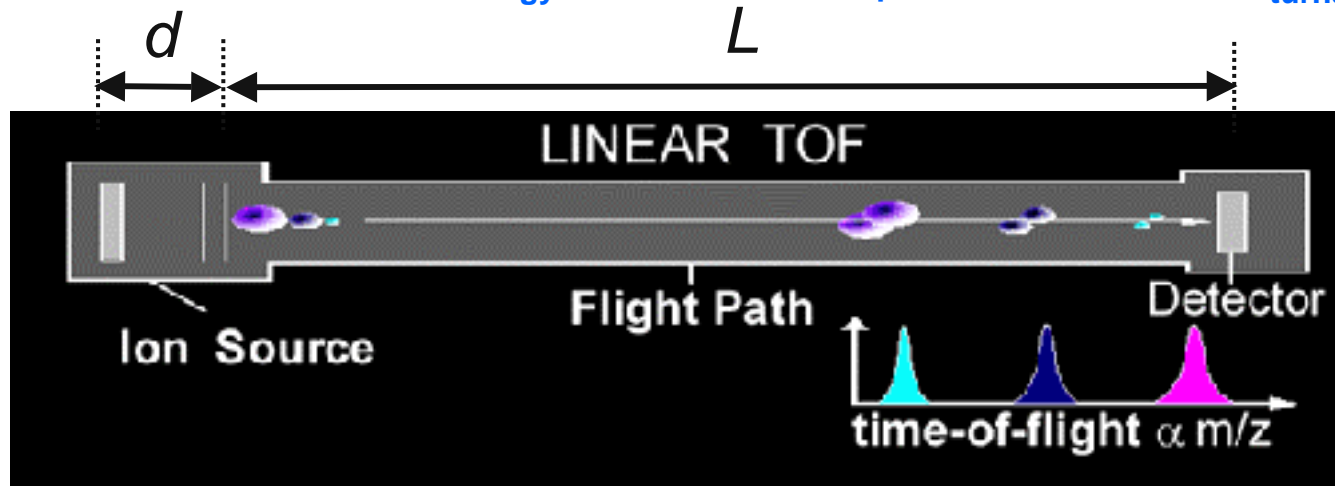 d
L
LINEAR TOF
Flight Path
Detector
Ion Source
time-of-flight α m/z